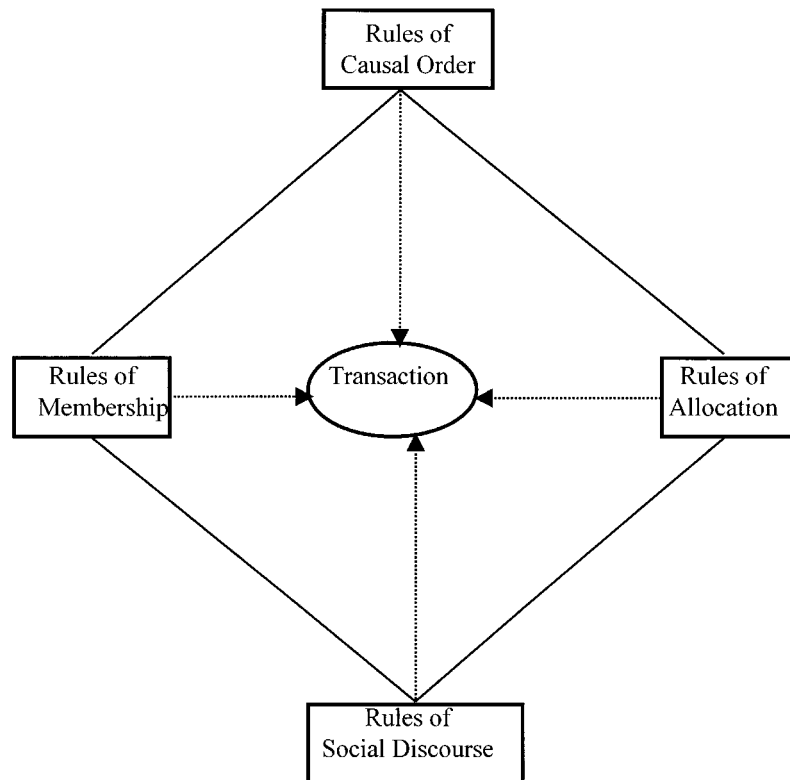 Rules of
Causal Order
Rules of
Membership
Transaction
Rules of
Allocation
Rules of
Social Discourse